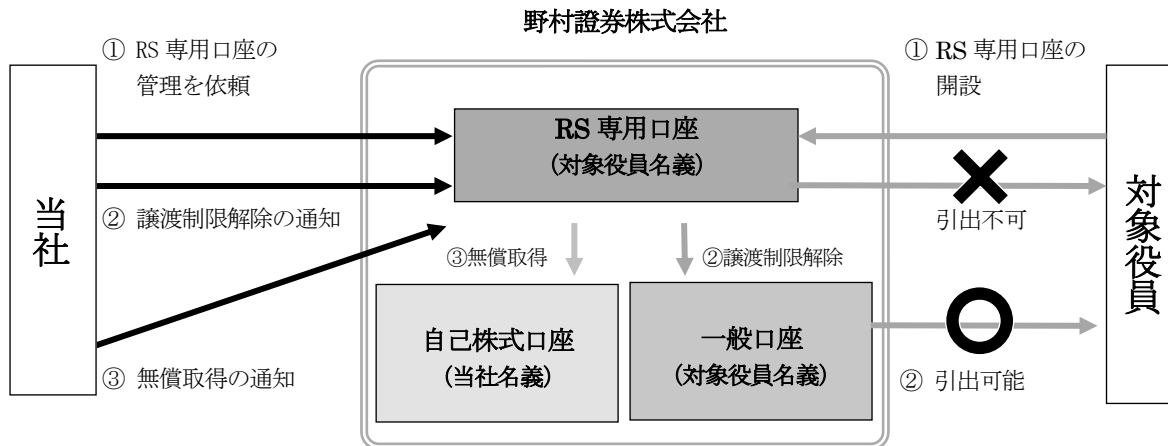 野村證券株式会社
① RS 専用口座の
管理を依頼
① RS 専用口座の
開設
RS 専用口座
(対象役員名義)
当社
対象役員
② 譲渡制限解除の通知
引出不可
③無償取得
②譲渡制限解除
自己株式口座
(当社名義)
一般口座
(対象役員名義)
③ 無償取得の通知
② 引出可能